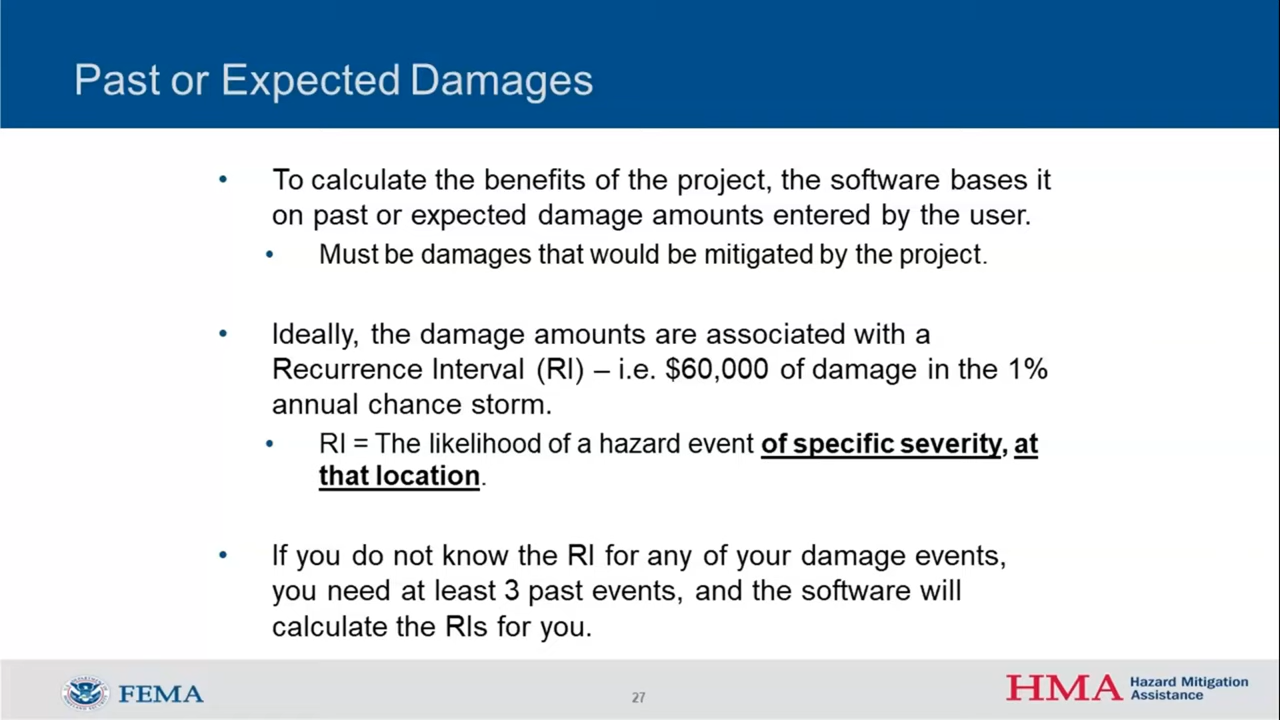 Past or Expected Damages
• To calculate the benefits of the project, the software bases it
on past or expected damage amounts entered by the user.
• Must be damages that would be mitigated by the project.
• Ideally, the damage amounts are associated with a
Recurrence Interval (RI) – i.e. $60,000 of damage in the 1%
annual chance storm.
• RI = The likelihood of a hazard event of specific severity, at
that location.
• If you do not know the RI for any of your damage events,
you need at least 3 past events, and the software will
calculate the RIs for you.
FEMA
27
HMA Hazard Mitigation
Assistance